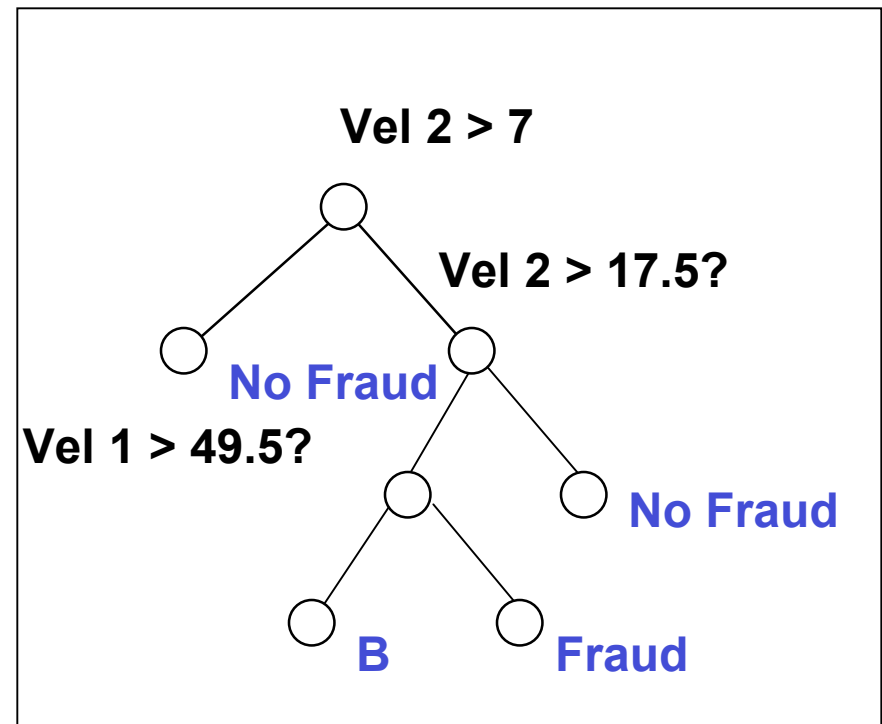 Vel 2 > 7
Vel 2 > 17.5?
No Fraud
Vel 1 > 49.5?
No Fraud
B
Fraud